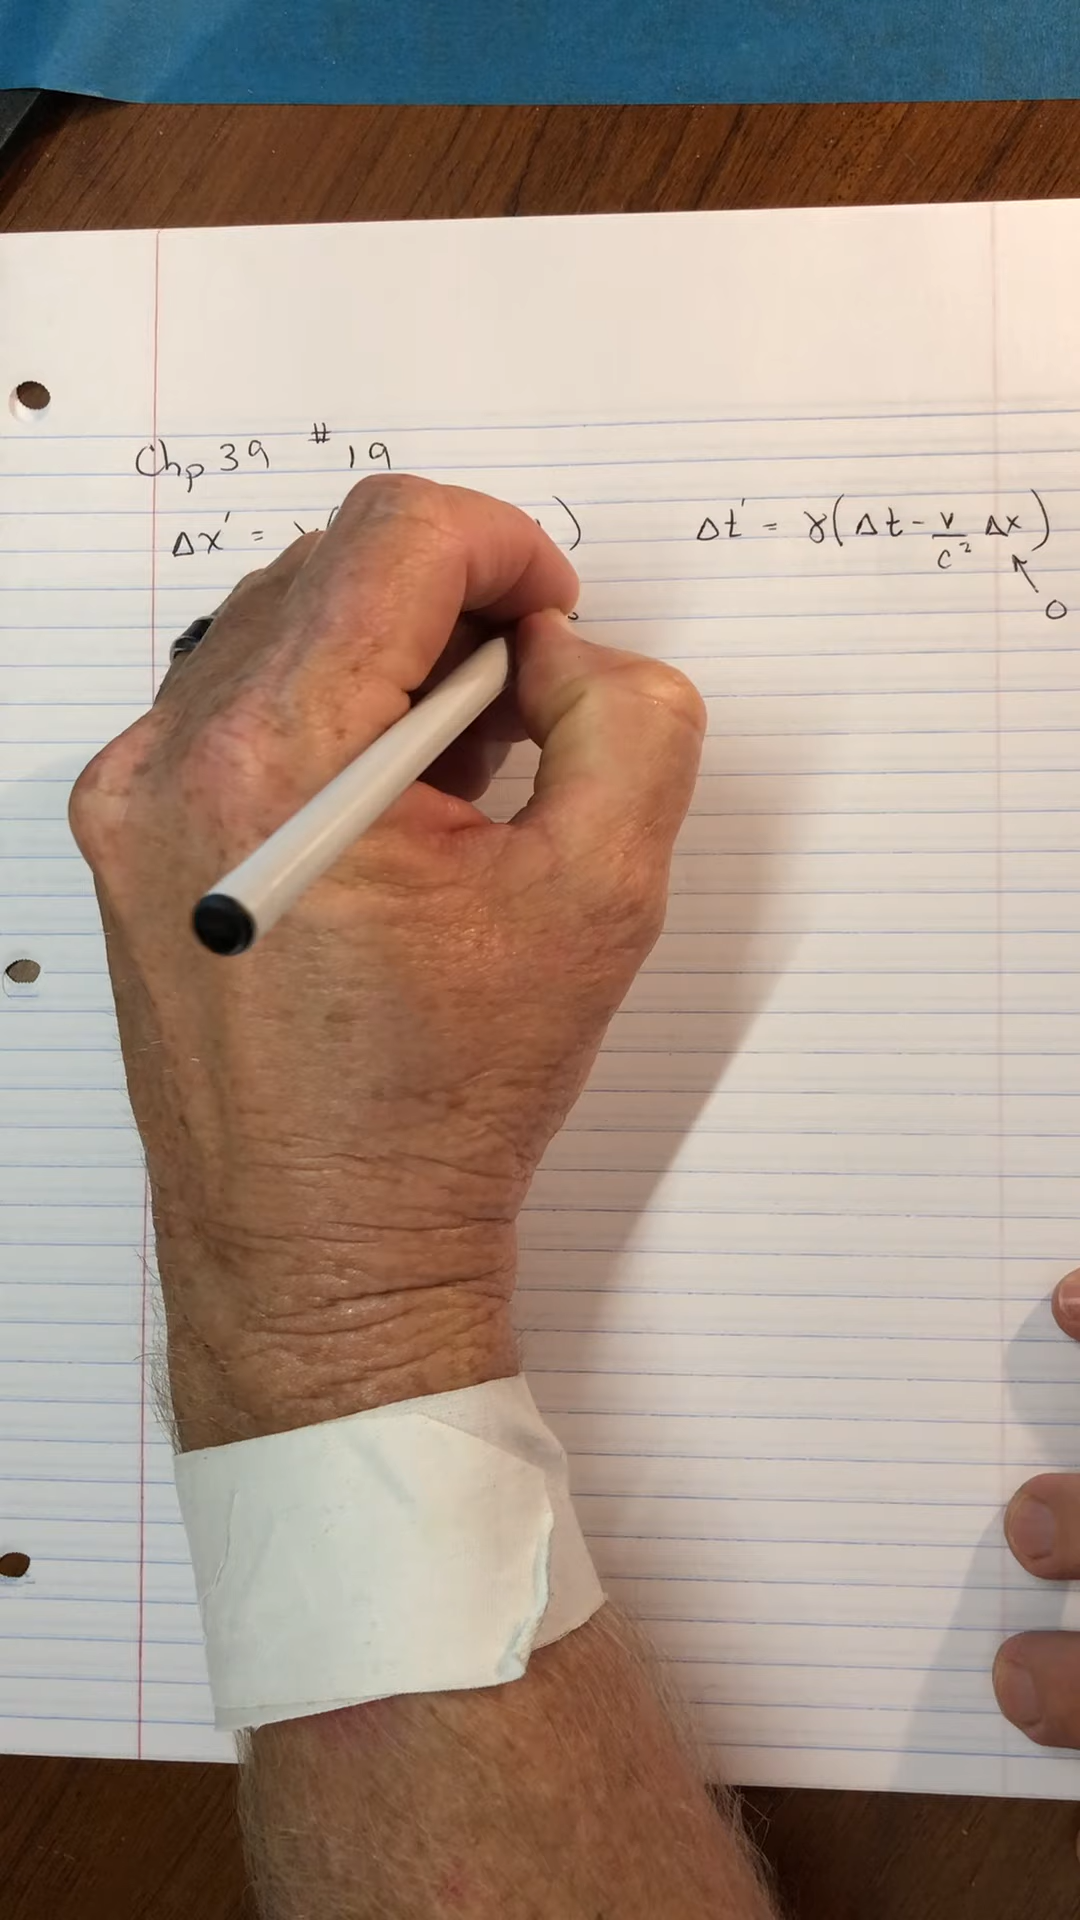 Chp 39 # 19
Δx' = γ( ) Δt' = γ(Δt - v/c² Δx)
0